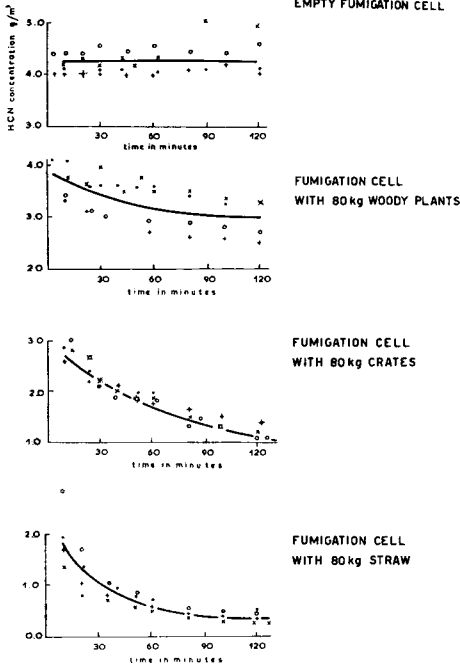 EMPTY FUMIGATION CELL
HCN concentration g/m³
5.0
4.0
3.0
30 60 90 120
time in minutes
FUMIGATION CELL
WITH 80kg WOODY PLANTS
4.0
3.0
2.0
30 60 90 120
time in minutes
FUMIGATION CELL
WITH 80kg CRATES
3.0
2.0
1.0
30 60 90 120
time in minutes
FUMIGATION CELL
WITH 80kg STRAW
2.0
1.0
0.0
30 60 90 120
time in minutes